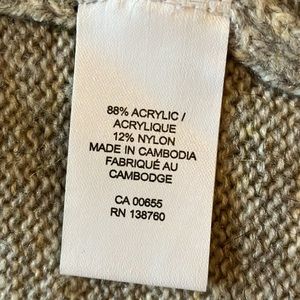 88% ACRYLIC /
ACRYLIQUE
12% NYLON
MADE IN CAMBODIA
FABRIQUÉ AU
CAMBODGE
CA 00655
RN 138760